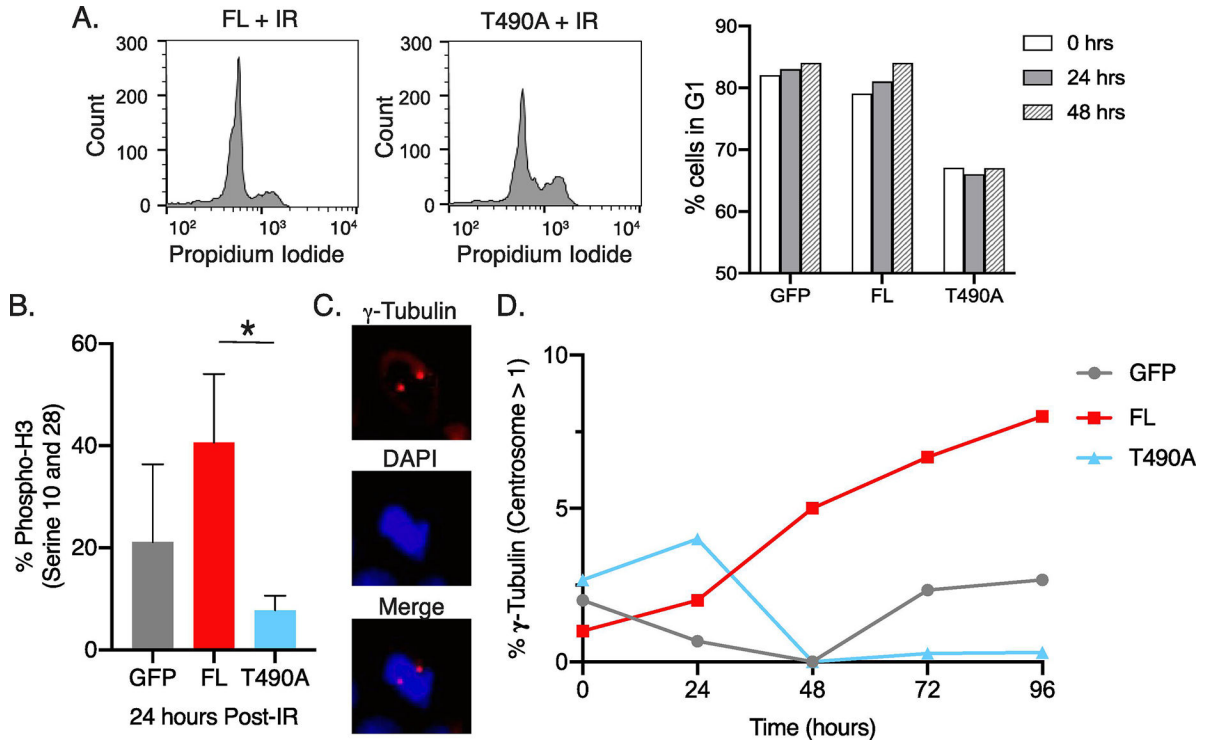 A.
FL + IR
300
200
100
0
Count
10²
10³
10⁴
Propidium Iodide
T490A + IR
300
200
100
0
Count
10²
10³
10⁴
Propidium Iodide
90
80
70
60
50
% cells in G1
GFP
FL
T490A
0 hrs
24 hrs
48 hrs
B.
60
40
20
0
% Phospho-H3
(Serine 10 and 28)
*
GFP
FL
T490A
24 hours Post-IR
C.
γ-Tubulin
DAPI
Merge
D.
10
5
0
% γ-Tubulin (Centrosome > 1)
0
24
48
72
96
Time (hours)
GFP
FL
T490A